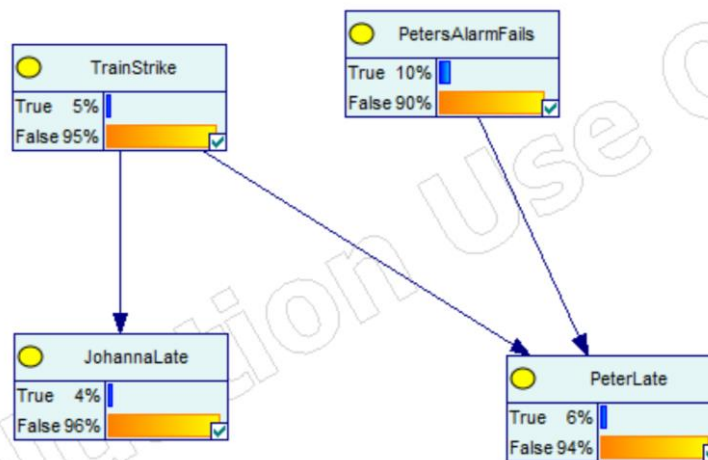 TrainStrike
True 5%
False 95%
PetersAlarmFails
True 10%
False 90%
JohannaLate
True 4%
False 96%
PeterLate
True 6%
False 94%
Use